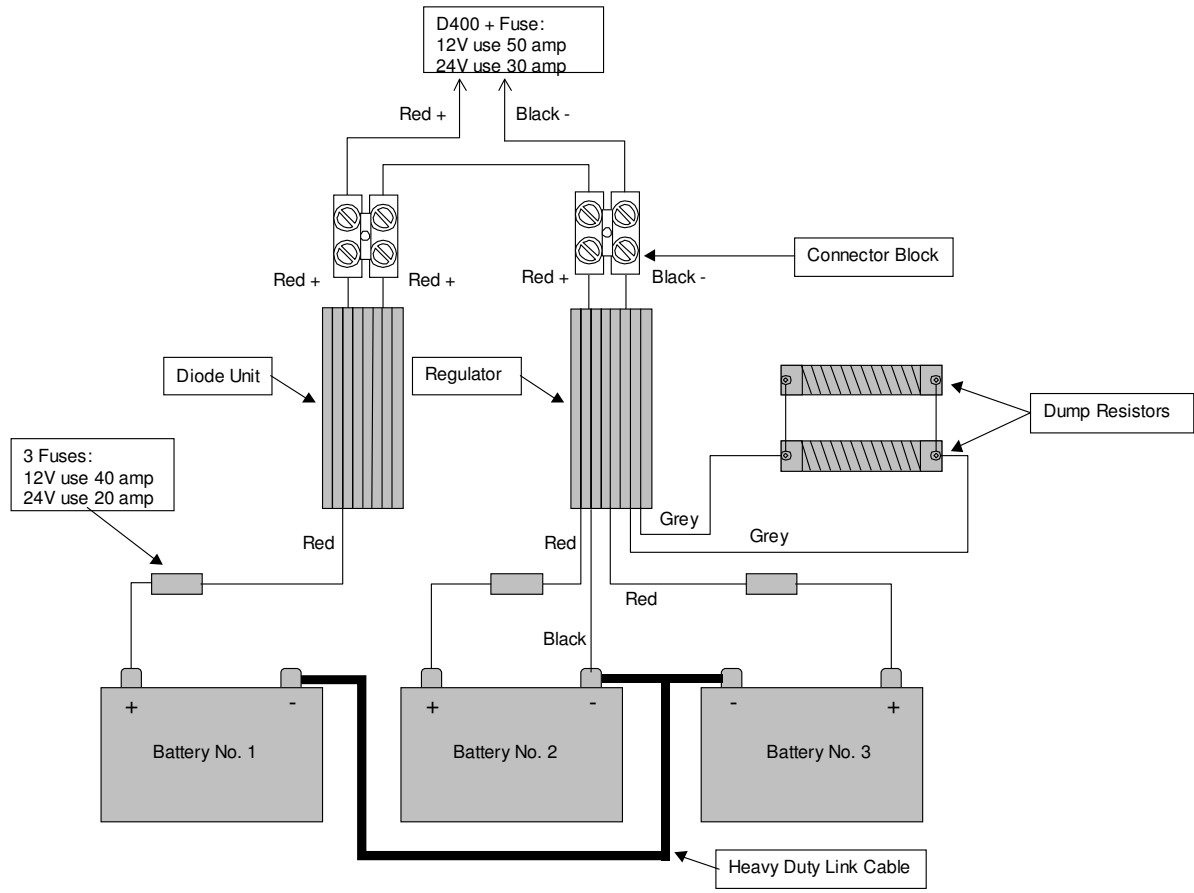 D400 + Fuse:
12V use 50 amp
24V use 30 amp
Red +
Black -
Connector Block
Red +
Red +
Red +
Black -
Diode Unit
Regulator
Dump Resistors
3 Fuses:
12V use 40 amp
24V use 20 amp
Red
Red
Grey
Grey
Red
Black
+
-
+
-
-
+
Battery No. 1
Battery No. 2
Battery No. 3
Heavy Duty Link Cable